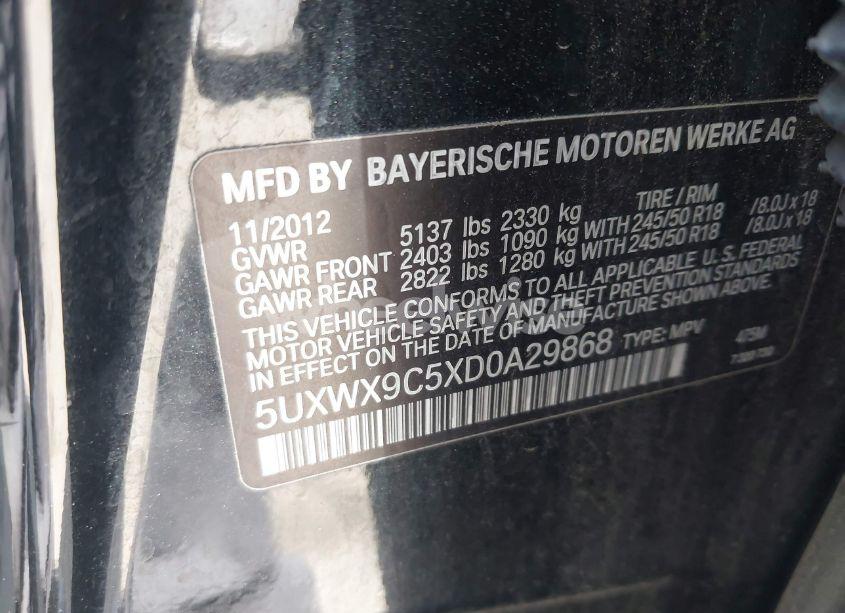 MFD BY BAYERISCHE MOTOREN WERKE AG
11/2012 TIRE / RIM
GVWR 5137 lbs 2330 kg
GAWR FRONT 2403 lbs 1090 kg WITH 245/50 R18 /8.0J x 18
GAWR REAR 2822 lbs 1280 kg WITH 245/50 R18 /8.0J x 18
THIS VEHICLE CONFORMS TO ALL APPLICABLE U. S. FEDERAL
MOTOR VEHICLE SAFETY AND THEFT PREVENTION STANDARDS
IN EFFECT ON THE DATE OF MANUFACTURE SHOWN ABOVE.
5UXWX9C5XD0A29868 TYPE: MPV